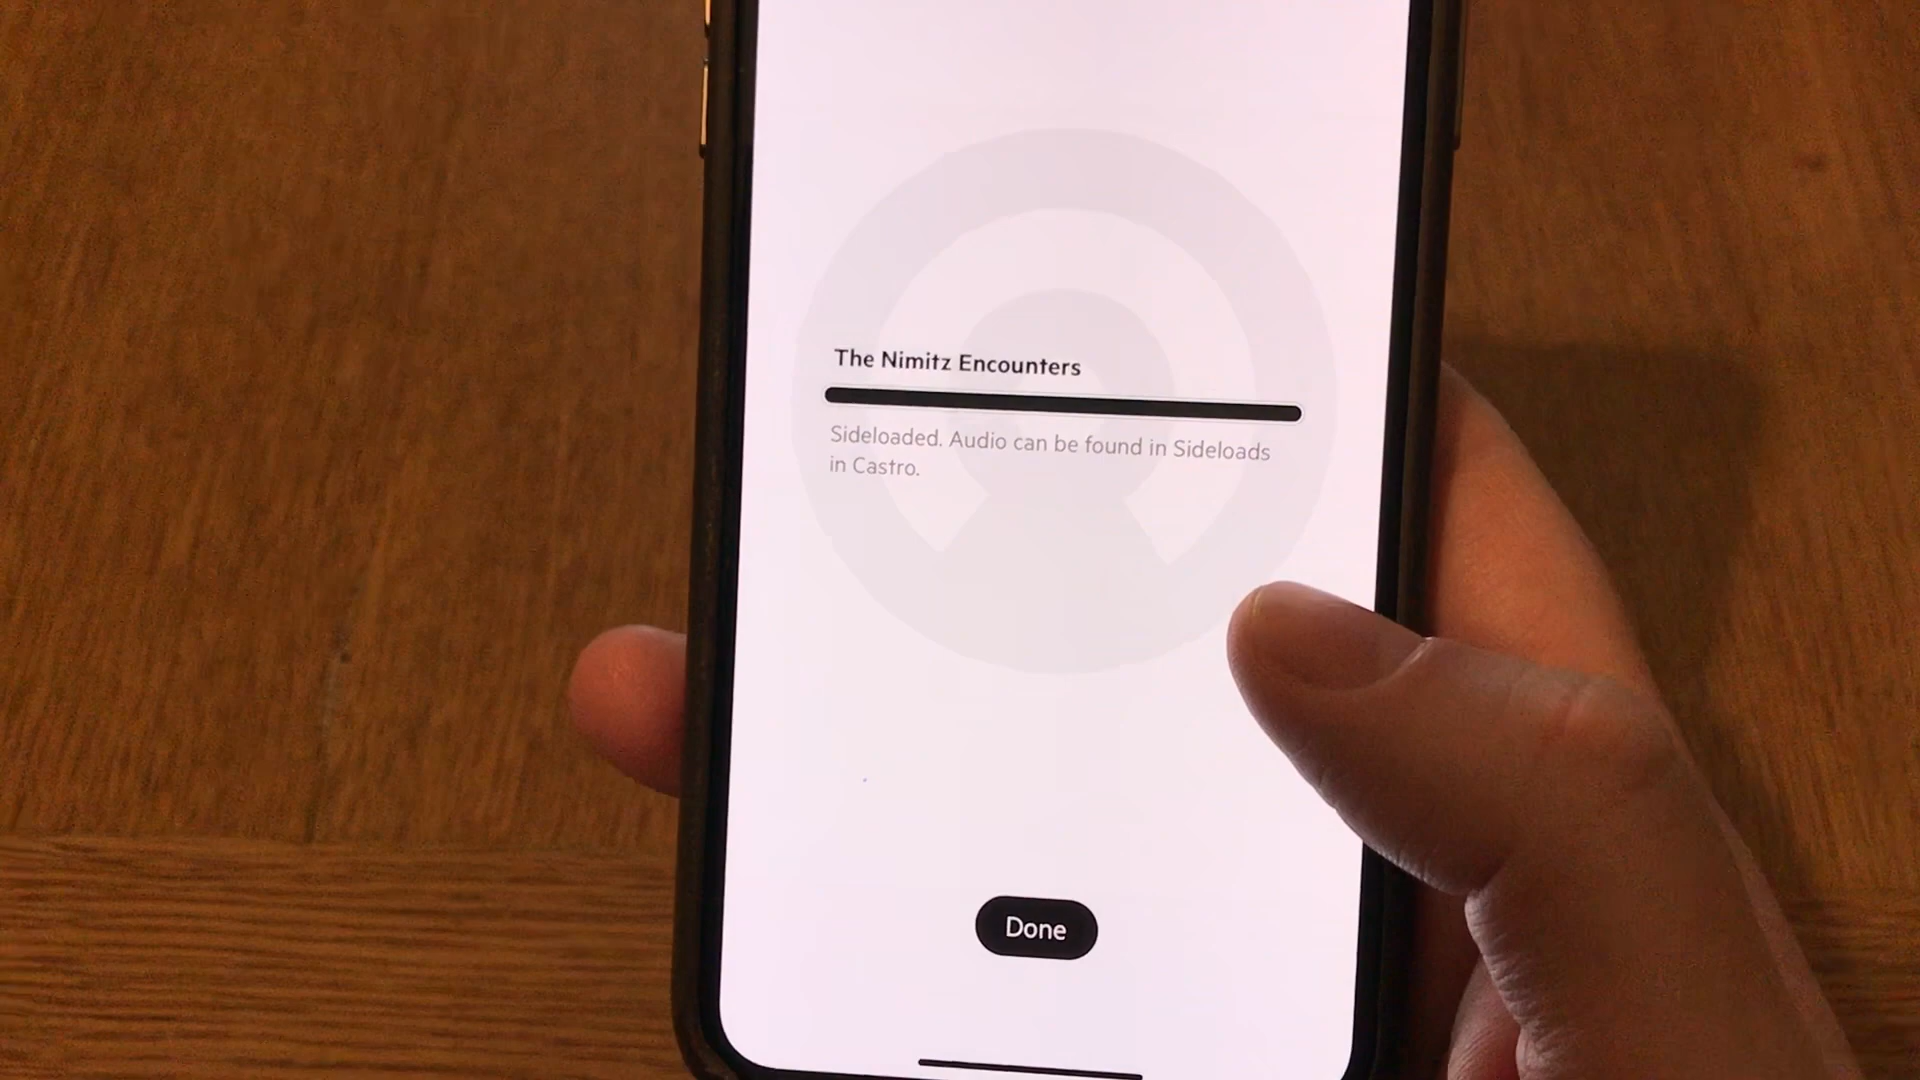 The Nimitz Encounters
Sideloaded. Audio can be found in Sideloads
in Castro.
Done